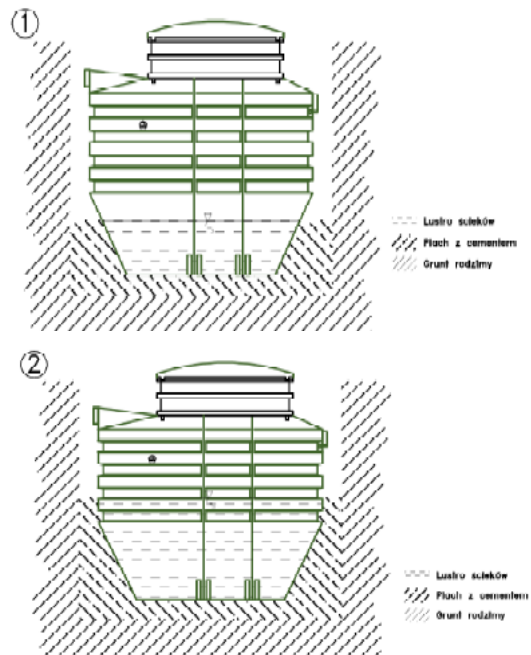 1
Lustro ścieków
Piach z cementem
Grunt rodzimy
2
Lustro ścieków
Piach z cementem
Grunt rodzimy